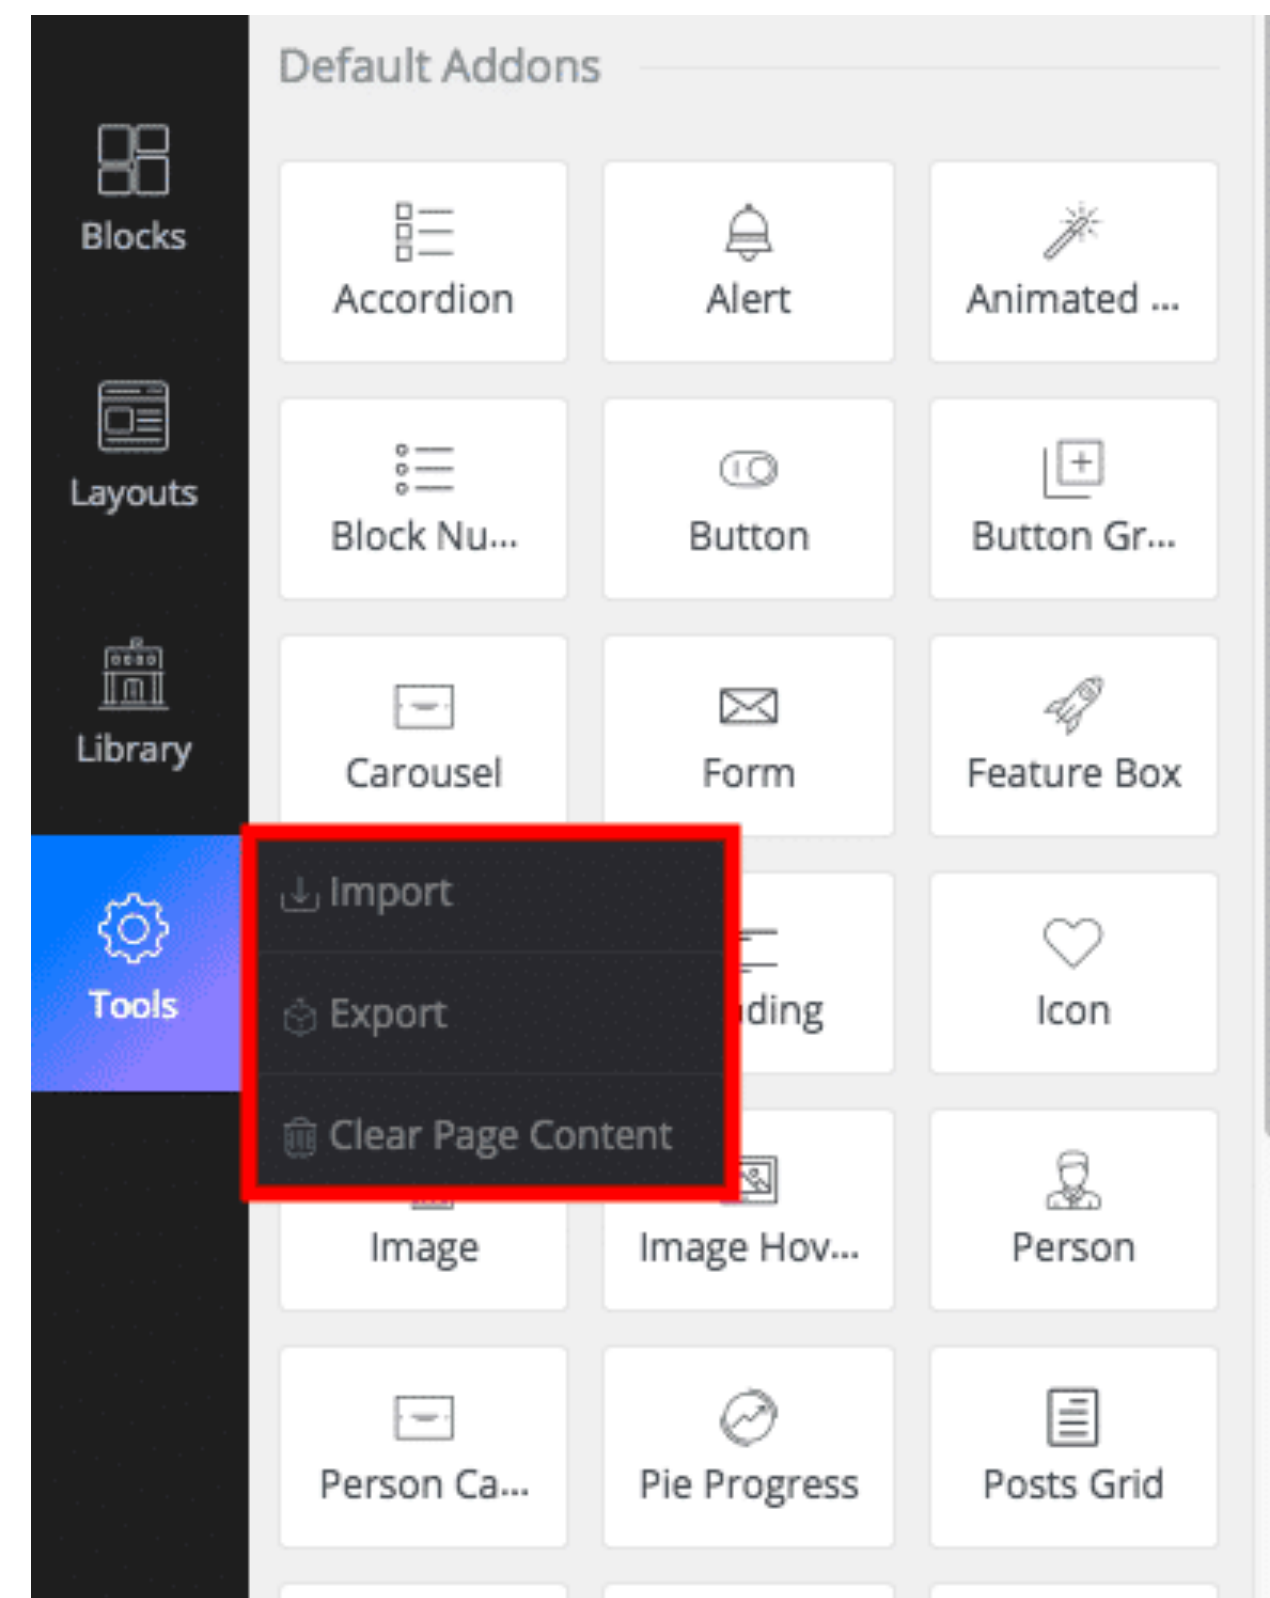 Default Addons
Blocks
Layouts
Library
Tools
Accordion
Alert
Animated ...
Block Nu...
Button
Button Gr...
Carousel
Form
Feature Box
Import
Export
Clear Page Content
ding
Icon
Image
Image Hov...
Person
Person Ca...
Pie Progress
Posts Grid